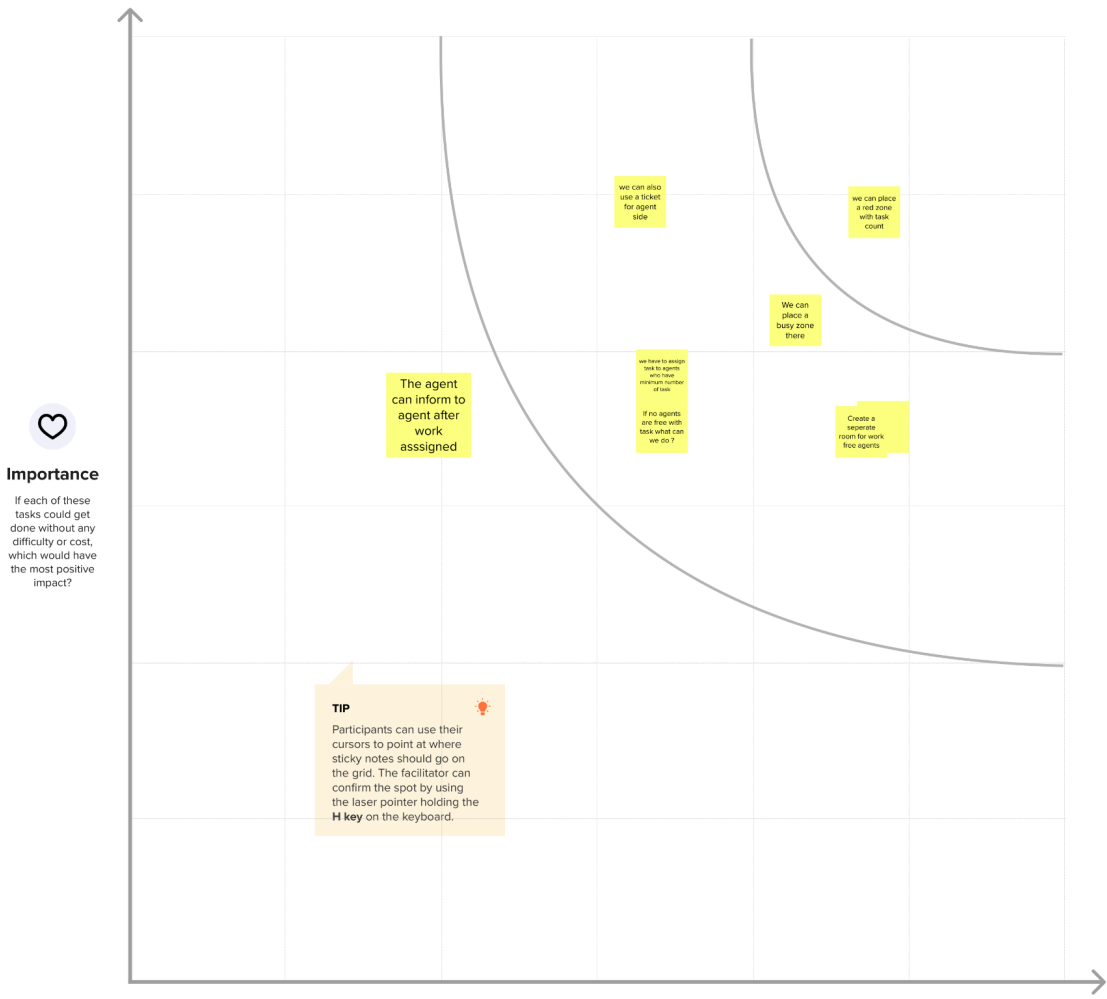 we can also
use a ticket
for agent
side
we can place
a red zone
with task
count
We can
place a
busy zone
there
we have to assign
task to agents
who have
minimum number
of task
If no agents
are free with
task what can
we do ?
The agent
can inform to
agent after
work
asssigned
Create a
seperate
room for work
free agents
Importance
If each of these
tasks could get
done without any
difficulty or cost,
which would have
the most positive
impact?
TIP
Participants can use their
cursors to point at where
sticky notes should go on
the grid. The facilitator can
confirm the spot by using
the laser pointer holding the
H key on the keyboard.